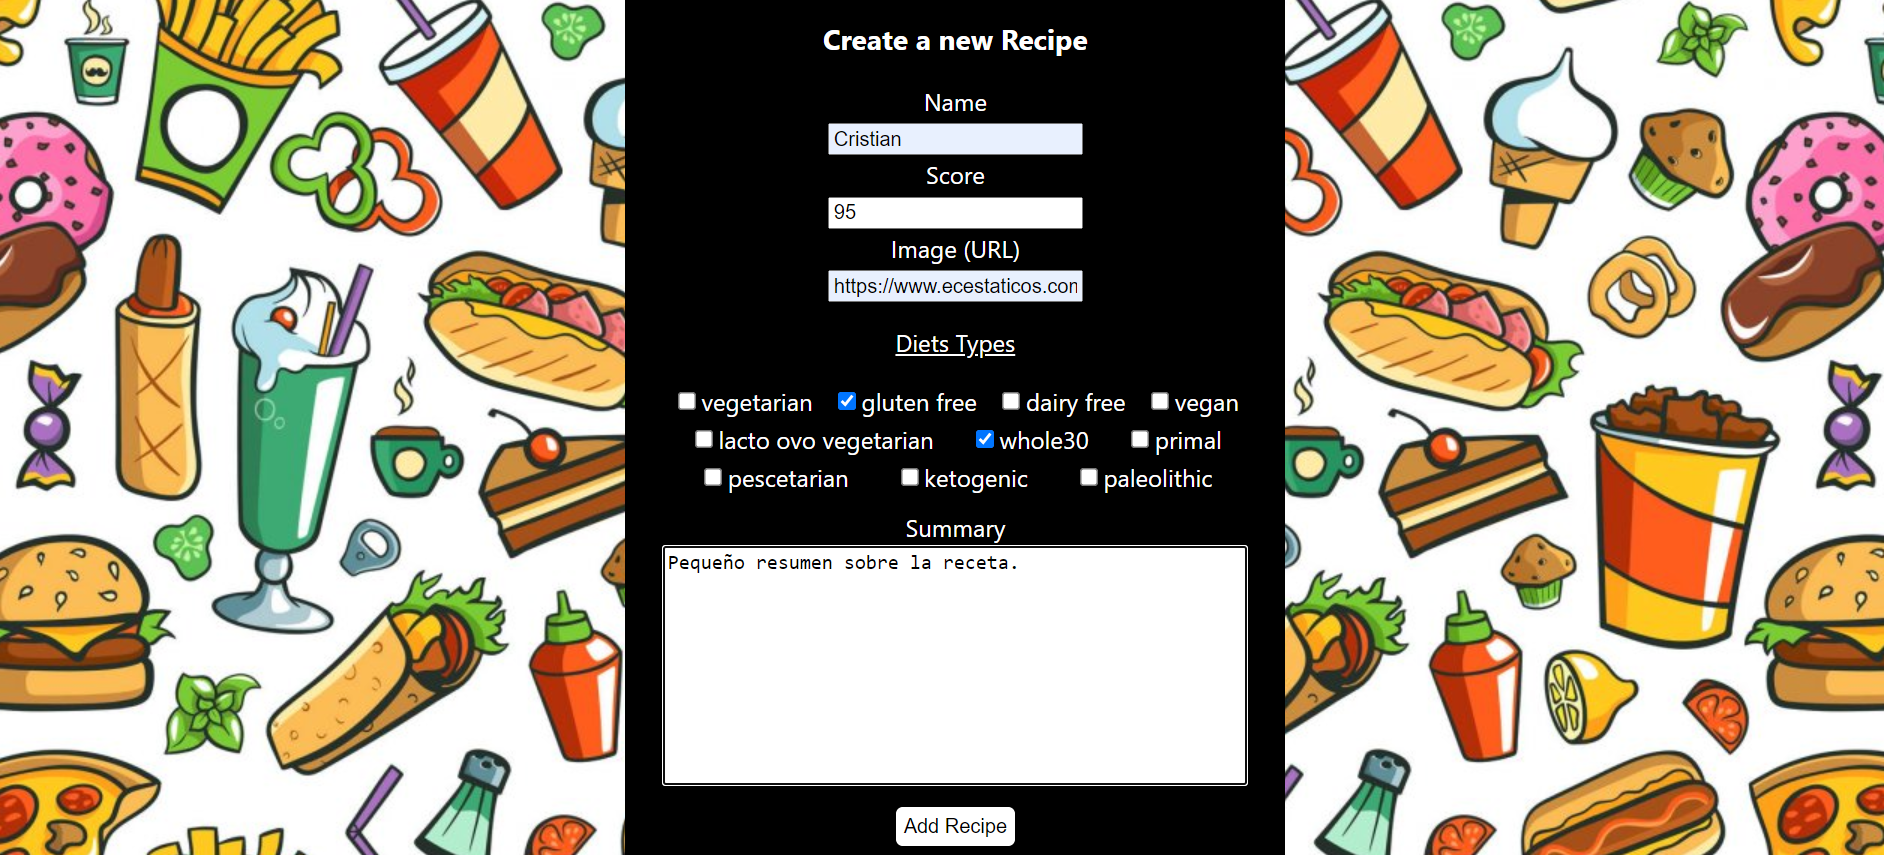 Create a new Recipe
Name
Cristian
Score
95
Image (URL)
https://www.ecestaticos.com
Diets Types
vegetarian gluten free dairy free vegan
lacto ovo vegetarian whole30 primal
pescetarian ketogenic paleolithic
Summary
Pequeño resumen sobre la receta.
Add Recipe